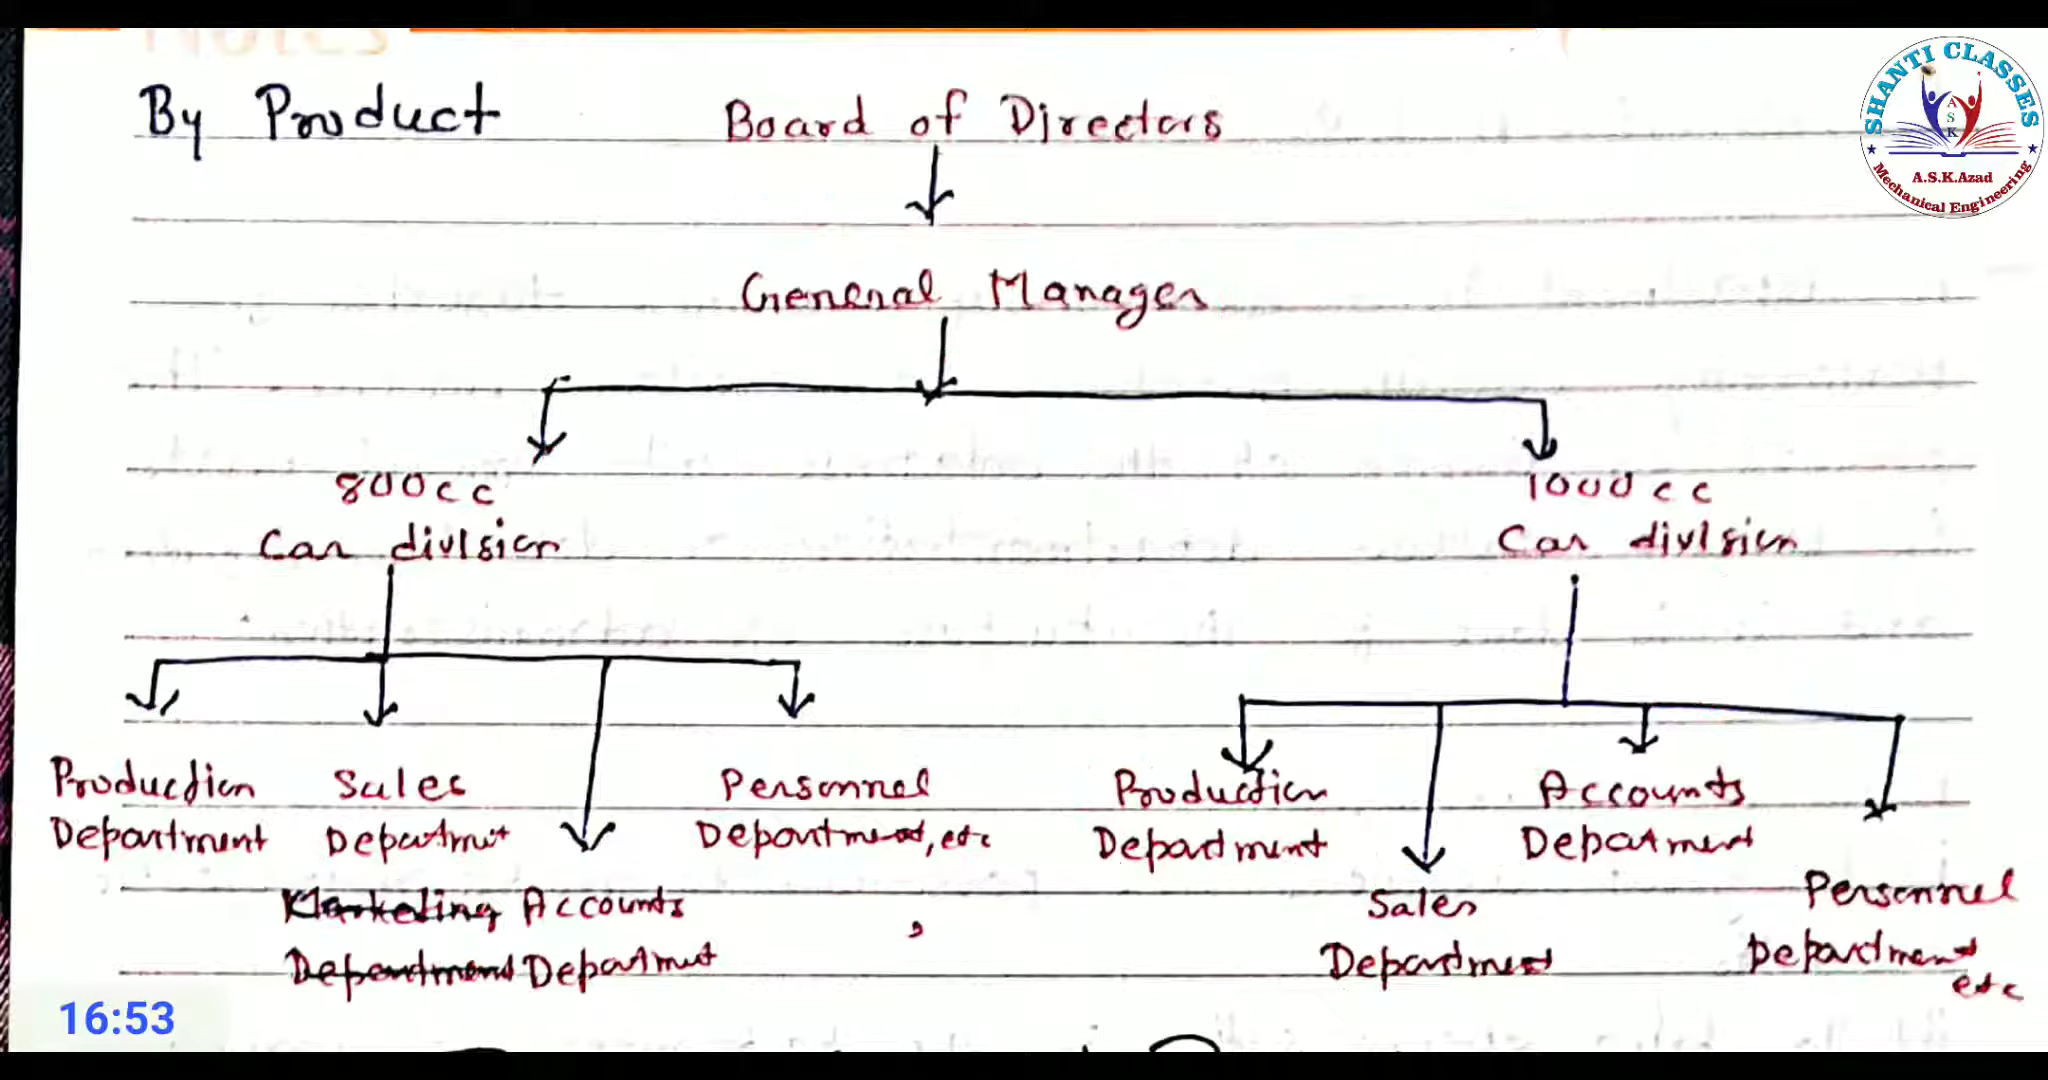 By Product
Board of Directors
General Manager
800cc
Car division
1000cc
Car division
Production
Department
Sales
Department
Marketing Accounts
Department Department
Personnel
Department, etc
Production
Department
Sales
Department
Accounts
Department
Personnel
Department
etc
SHANTI CLASSES
A
S
K
A.S.K.Azad
Mechanical Engineering
16:53